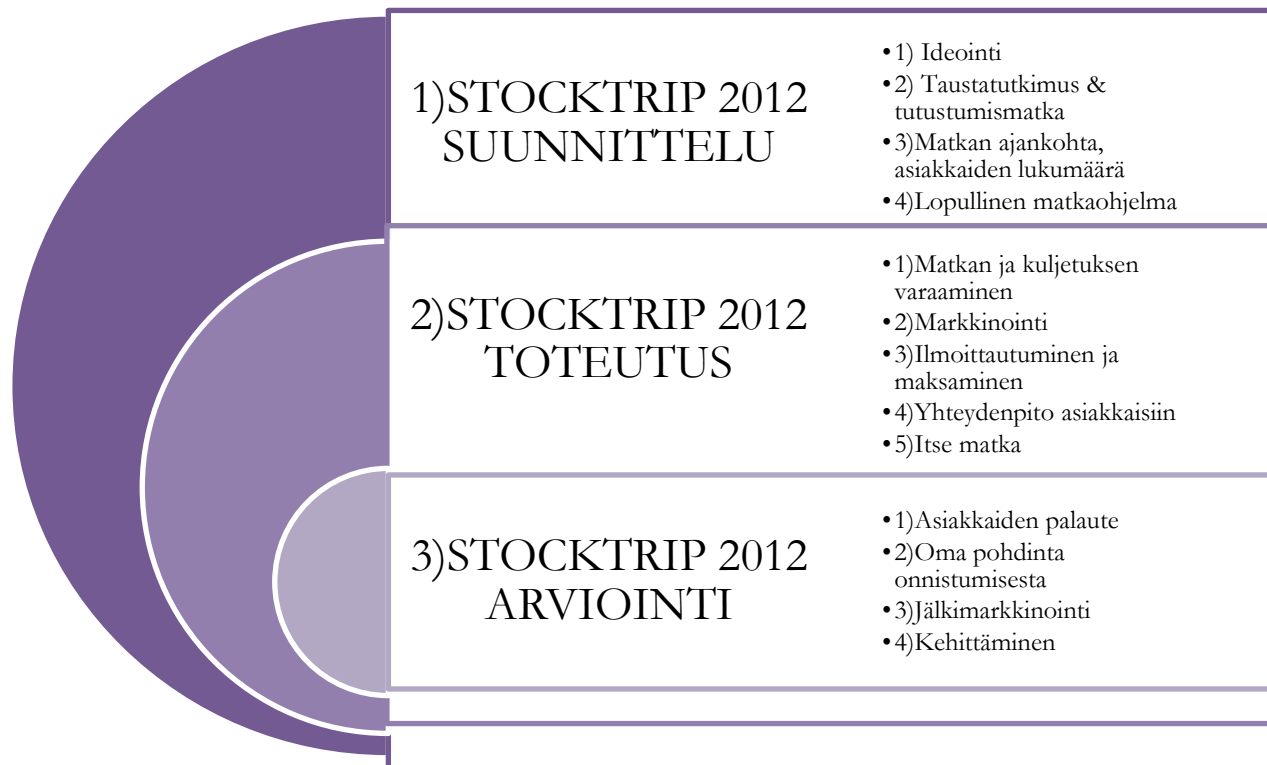 1)STOCKTRIP 2012
SUUNNITTELU
•1) Ideointi
•2) Taustatutkimus &
tutustumismatka
•3)Matkan ajankohta,
asiakkaiden lukumäärä
•4)Lopullinen matkaohjelma
2)STOCKTRIP 2012
TOTEUTUS
•1)Matkan ja kuljetuksen
varaaminen
•2)Markkinointi
•3)Ilmoittautuminen ja
maksaminen
•4)Yhteydenpito asiakkaisiin
•5)Itse matka
3)STOCKTRIP 2012
ARVIOINTI
•1)Asiakkaiden palaute
•2)Oma pohdinta
onnistumisesta
•3)Jälkimarkkinointi
•4)Kehittäminen